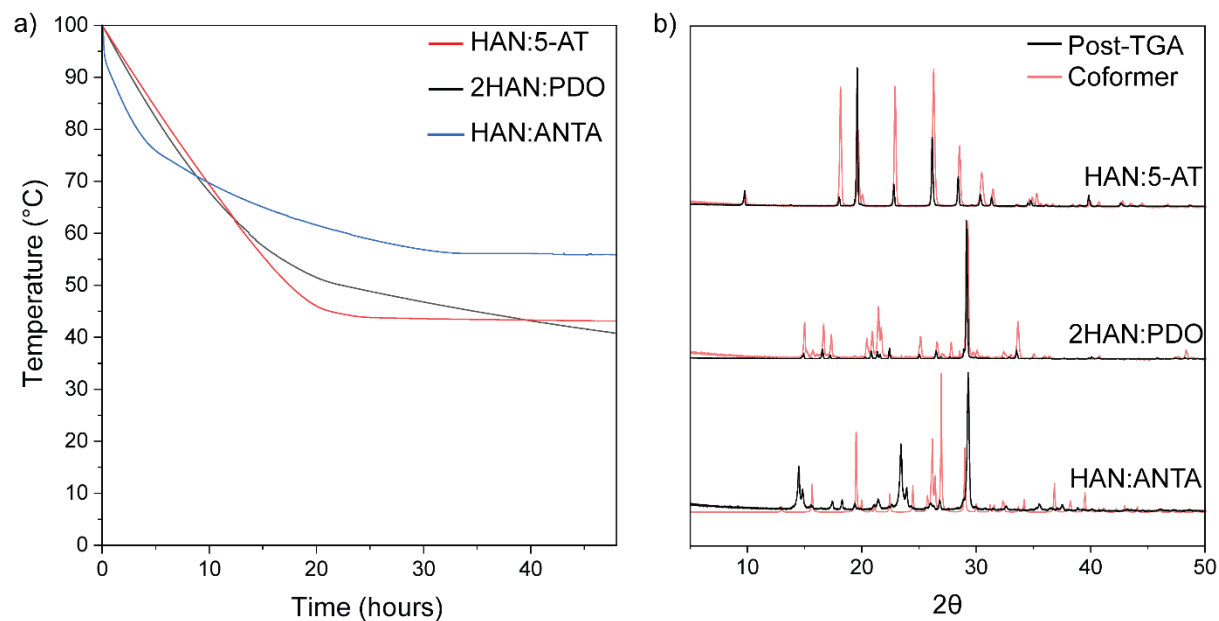 a)
HAN:5-AT
2HAN:PDO
HAN:ANTA
100
90
80
70
60
50
40
30
20
10
0
Temperature (°C)
0 10 20 30 40
Time (hours)
b)
Post-TGA
Coformer
HAN:5-AT
2HAN:PDO
HAN:ANTA
10 20 30 40 50
2θ